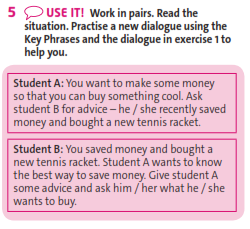 5 USE IT! Work in pairs. Read the
situation. Practise a new dialogue using the
Key Phrases and the dialogue in exercise 1 to
help you.
Student A: You want to make some money
so that you can buy something cool. Ask
student B for advice – he / she recently saved
money and bought a new tennis racket.
Student B: You saved money and bought a
new tennis racket. Student A wants to know
the best way to save money. Give student A
some advice and ask him / her what he / she
wants to buy.